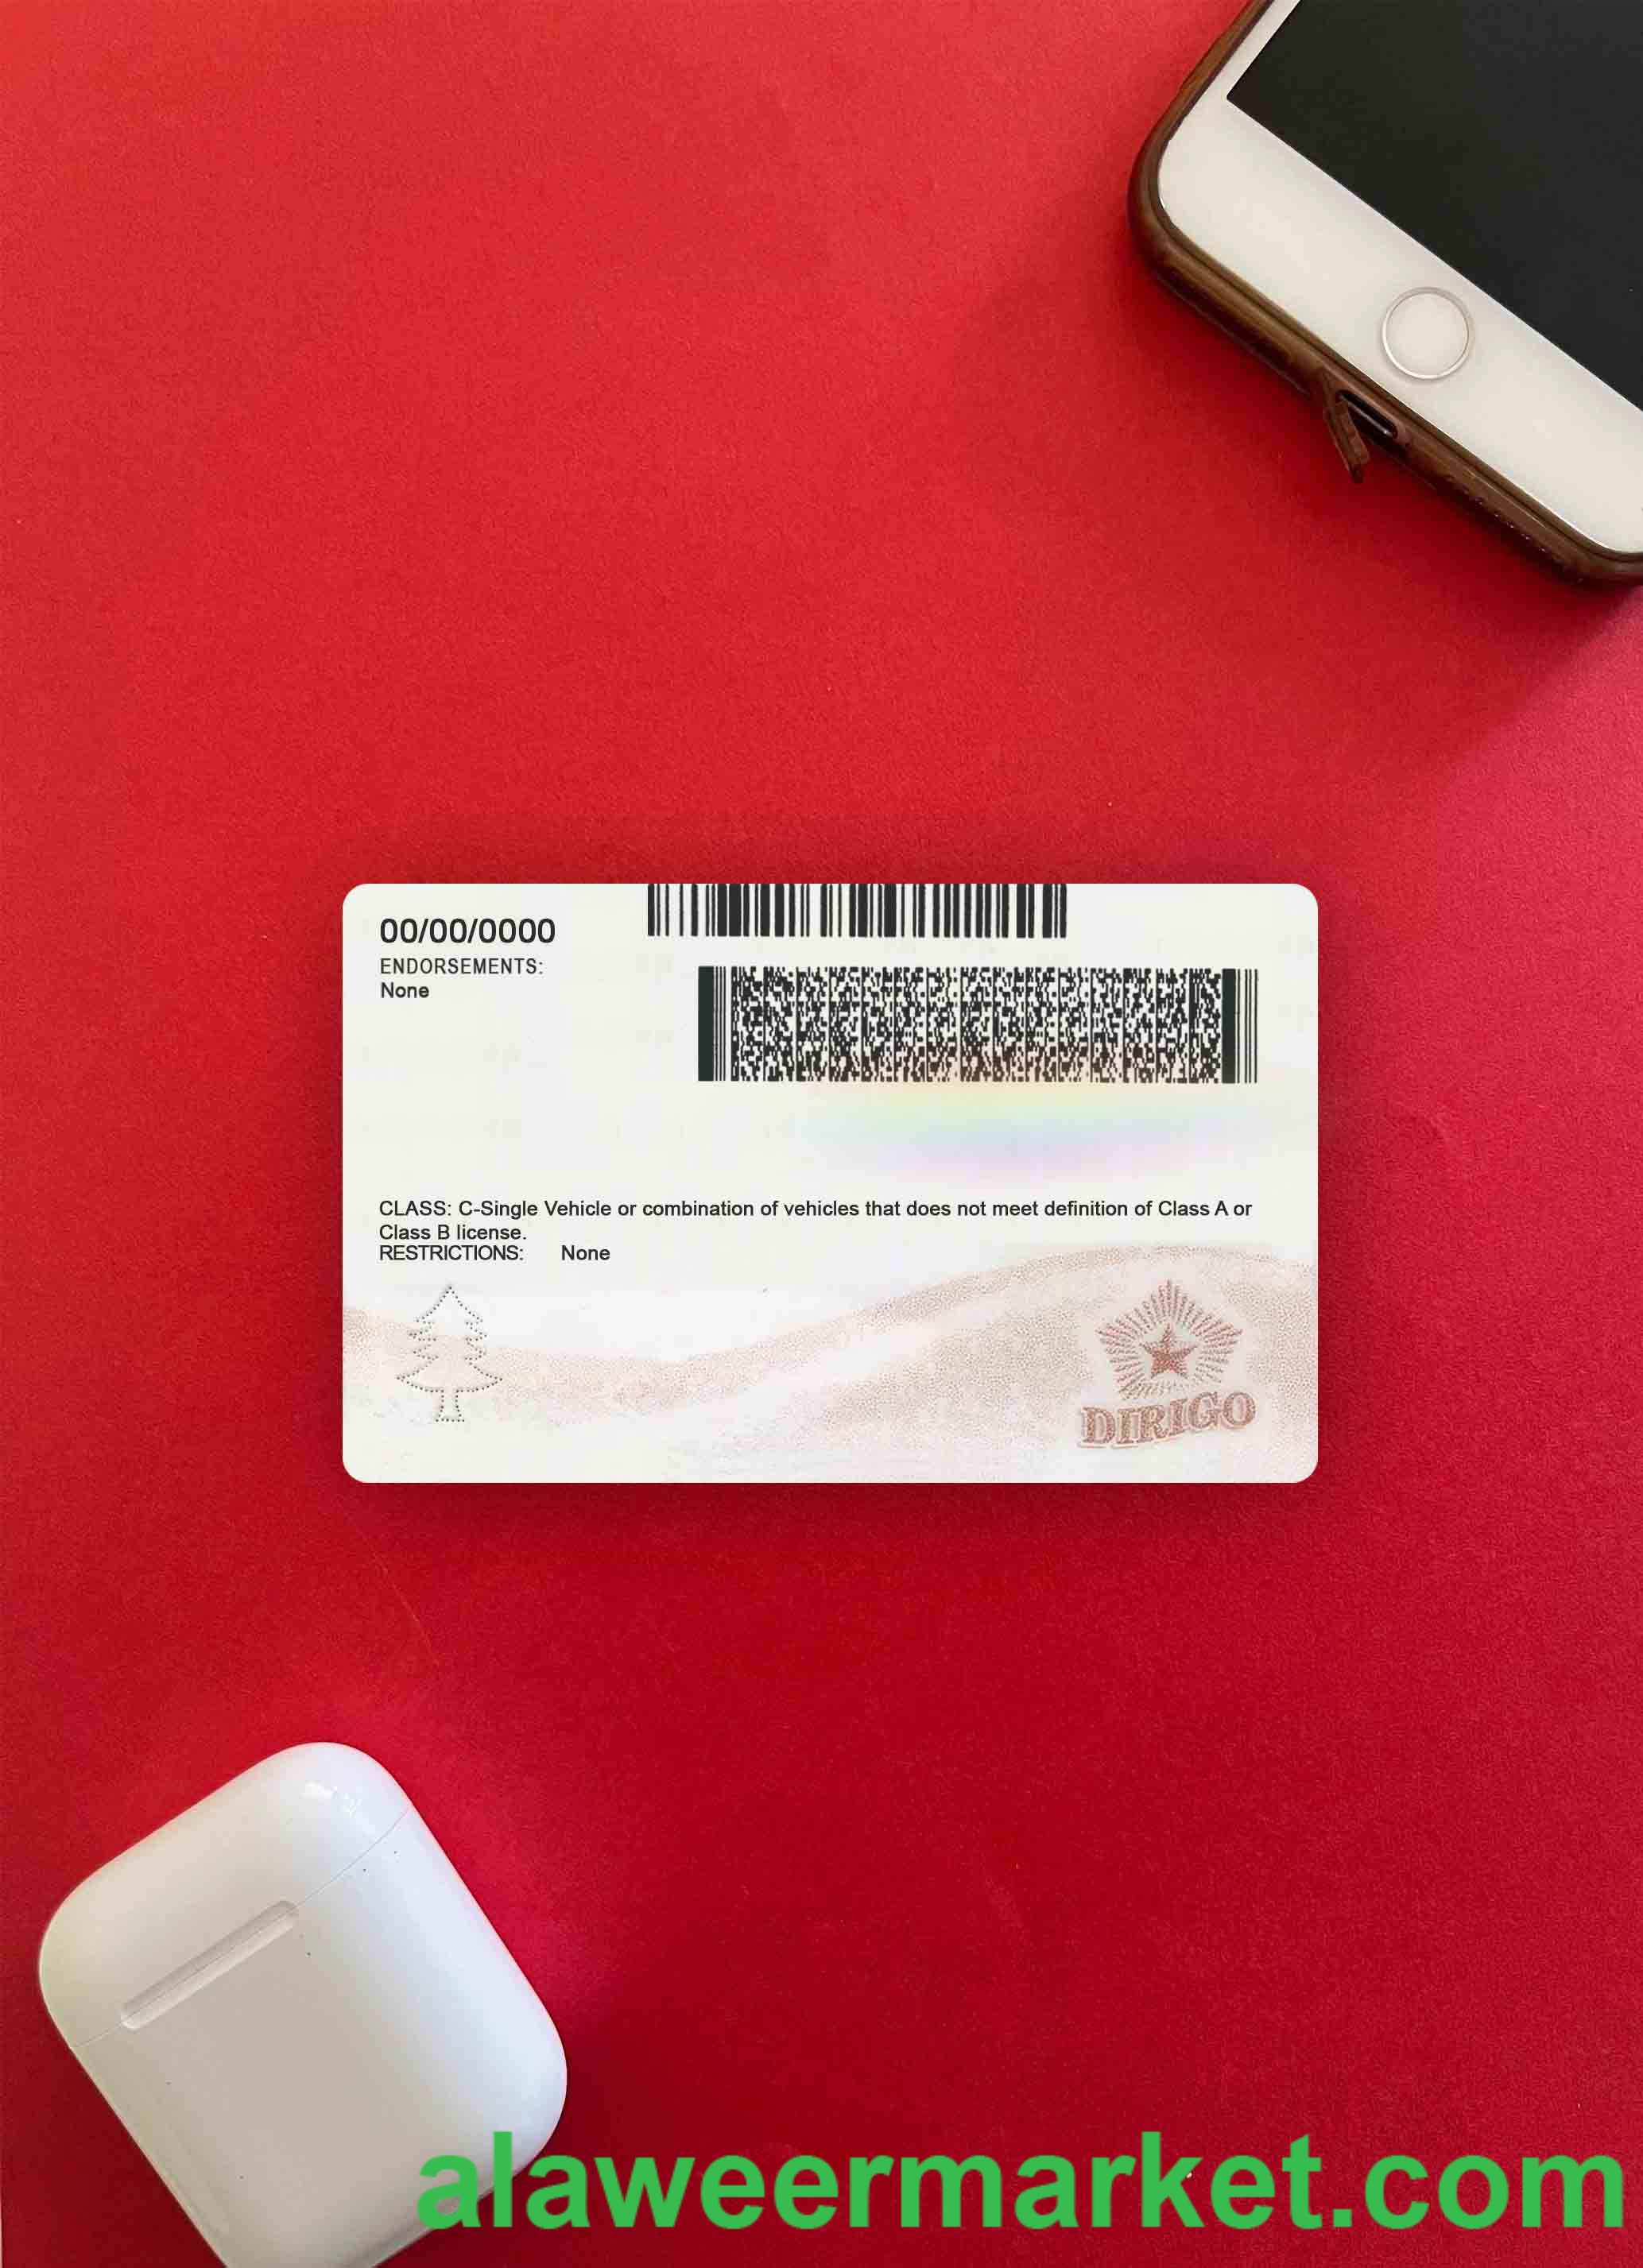 00/00/0000
ENDORSEMENTS:
None
CLASS: C-Single Vehicle or combination of vehicles that does not meet definition of Class A or
Class B license.
RESTRICTIONS: None
DIRIGO
alaweermarket.com